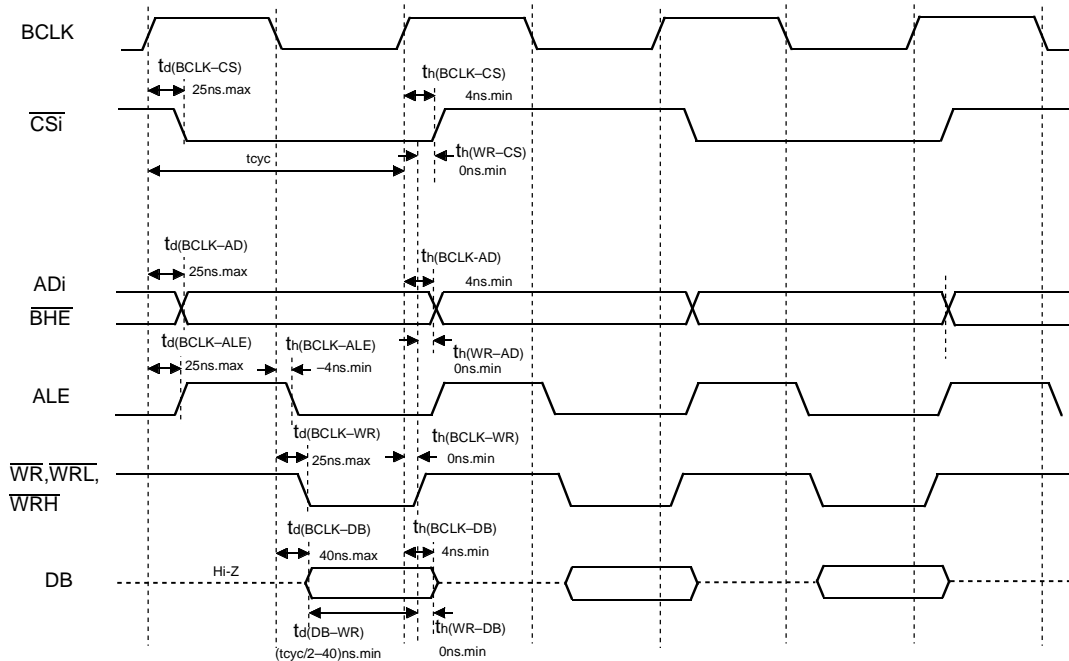 BCLK
td(BCLK–CS)
25ns.max
th(BCLK–CS)
4ns.min
CSi
tcyc
th(WR–CS)
0ns.min
td(BCLK–AD)
25ns.max
th(BCLK-AD)
4ns.min
ADi
BHE
td(BCLK–ALE)
25ns.max
th(BCLK–ALE)
–4ns.min
th(WR–AD)
0ns.min
ALE
td(BCLK–WR)
25ns.max
th(BCLK–WR)
0ns.min
WR,WRL,
WRH
td(BCLK–DB)
40ns.max
th(BCLK–DB)
4ns.min
DB
Hi-Z
td(DB–WR)
(tcyc/2–40)ns.min
th(WR–DB)
0ns.min